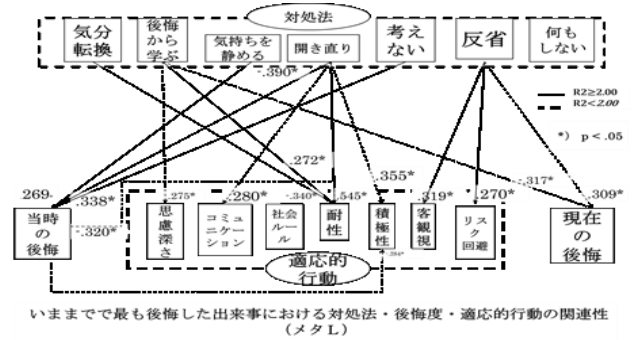 対処法
気分
転換
後悔
から
学ぶ
気持ちを
静める
開き直り
考え
ない
反省
何も
しない
-.390*
R2≥2.00
R2<2.00
*) p<.05
.272*
.355*
-.317*
269
.338*
.320*
.275*
.280*
-.340*
.545*
.319*
.270*
.309*
当時
の
後悔
思
慮
深
さ
コミュ
ニケー
ション
社会
ルー
ル
耐
性
積
極
性
客
観
視
リス
ク
回避
現在
の
後悔
適応的
行動
いままでで最も後悔した出来事における対処法・後悔度・適応的行動の関連性
(メタL)